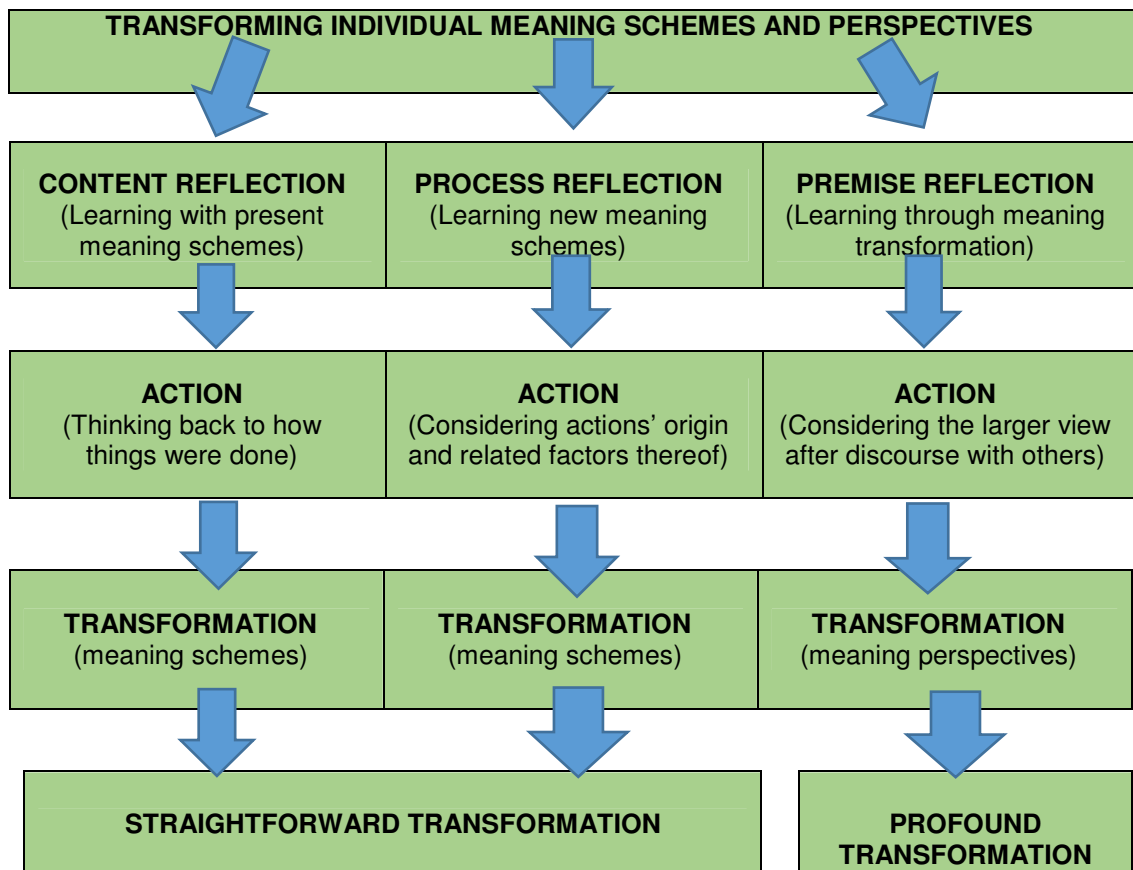 TRANSFORMING INDIVIDUAL MEANING SCHEMES AND PERSPECTIVES
CONTENT REFLECTION
(Learning with present
meaning schemes)
PROCESS REFLECTION
(Learning new meaning
schemes)
PREMISE REFLECTION
(Learning through meaning
transformation)
ACTION
(Thinking back to how
things were done)
ACTION
(Considering actions’ origin
and related factors thereof)
ACTION
(Considering the larger view
after discourse with others)
TRANSFORMATION
(meaning schemes)
TRANSFORMATION
(meaning schemes)
TRANSFORMATION
(meaning perspectives)
STRAIGHTFORWARD TRANSFORMATION
PROFOUND
TRANSFORMATION